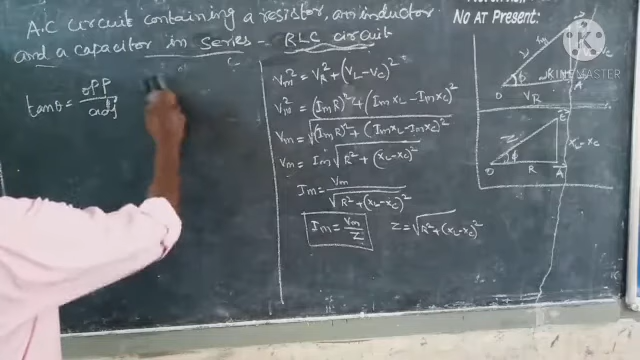 A.C circuit containing a resistor, an inductor
and a capacitor in series - RLC circuit
No AT Present:
tanθ = opp/adj
Vm² = VR² + (VL - VC)²
Vm² = (ImR)² + (ImXL - ImXC)²
Vm = √(ImR)² + (ImXL - ImXC)²
Vm = Im √R² + (XL - XC)²
Im = Vm/√R² + (XL - XC)²
Im = Vm/Z
Z = √R² + (XL - XC)²
O
VR
A
Z
XL - XC
O
φ
R
A
KINEMASTER